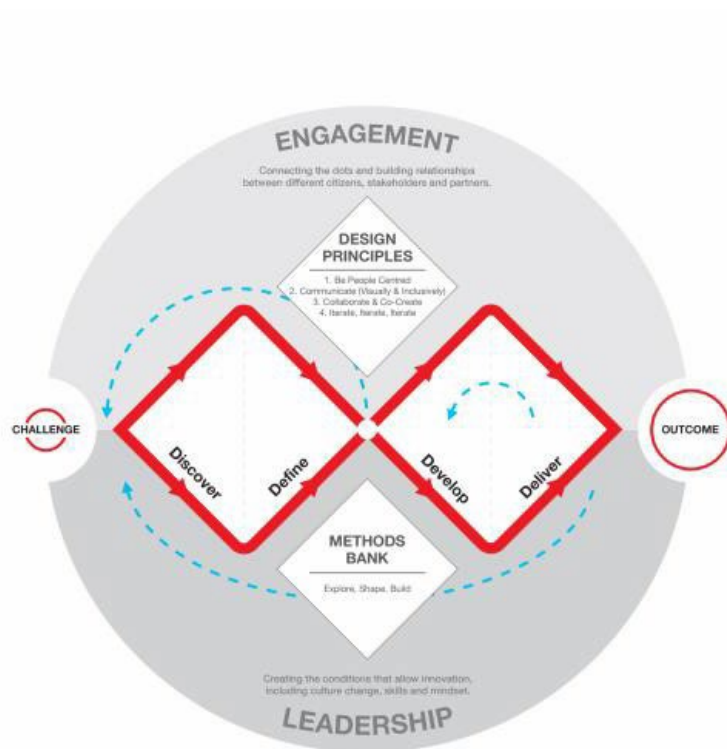 ENGAGEMENT
Connecting the dots and building relationships
between different citizens, stakeholders and partners.
DESIGN
PRINCIPLES
1. Be People Centred
2. Communicate (Visually & Inclusively)
3. Collaborate & Co-Create
4. Iterate, Iterate, Iterate
CHALLENGE
OUTCOME
Discover
Define
Develop
Deliver
METHODS
BANK
Explore, Shape, Build
Creating the conditions that allow innovation,
including culture change, skills and mindset.
LEADERSHIP